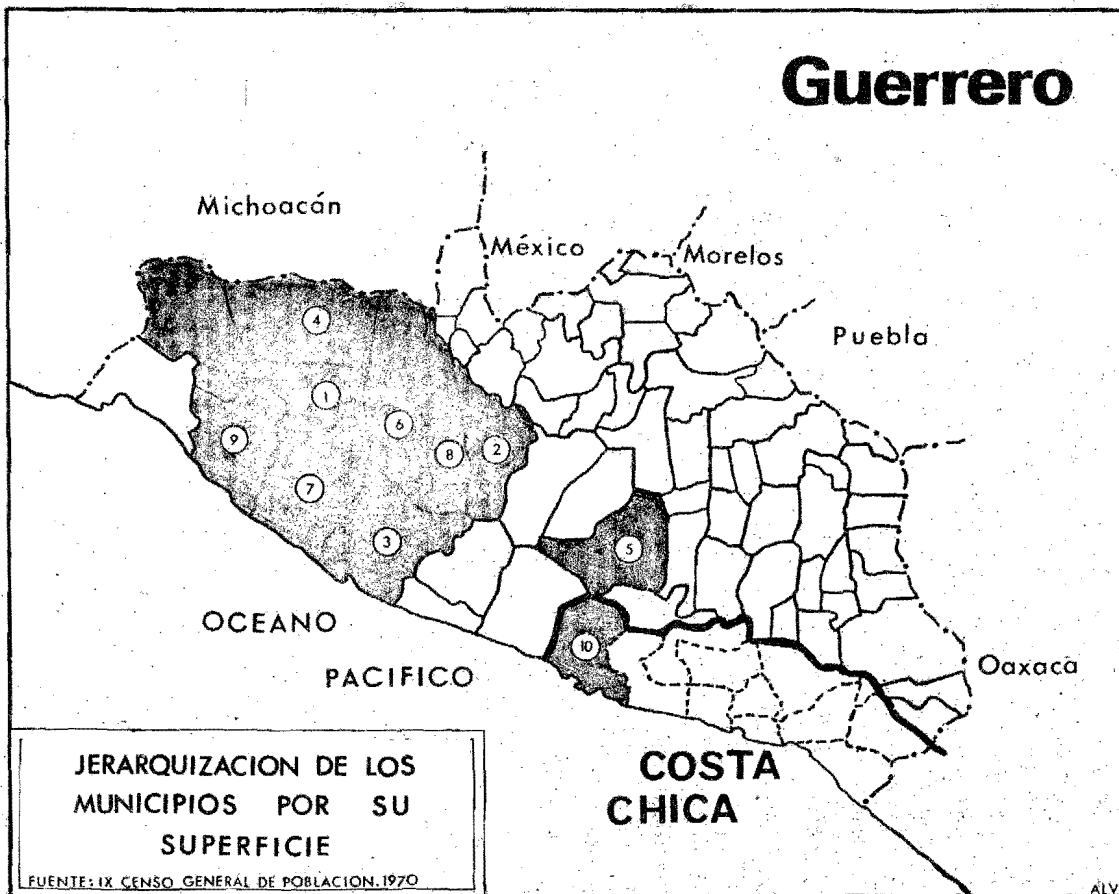 Guerrero
Michoacán
México
Morelos
Puebla
4
1
6
9
8
2
7
3
5
OCEANO
PACIFICO
10
Oaxaca
COSTA
CHICA
JERARQUIZACION DE LOS
MUNICIPIOS POR SU
SUPERFICIE
FUENTE: IX CENSO GENERAL DE POBLACION. 1970
ALV